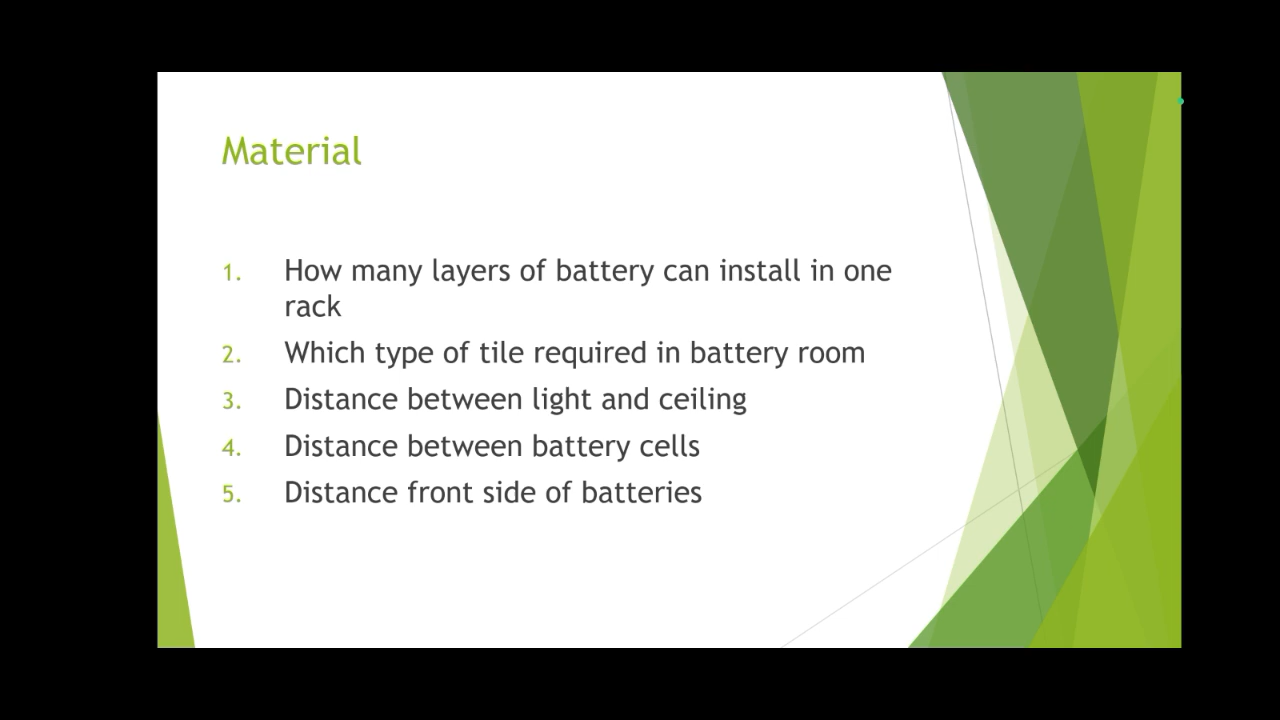 Material
1. How many layers of battery can install in one
rack
2. Which type of tile required in battery room
3. Distance between light and ceiling
4. Distance between battery cells
5. Distance front side of batteries